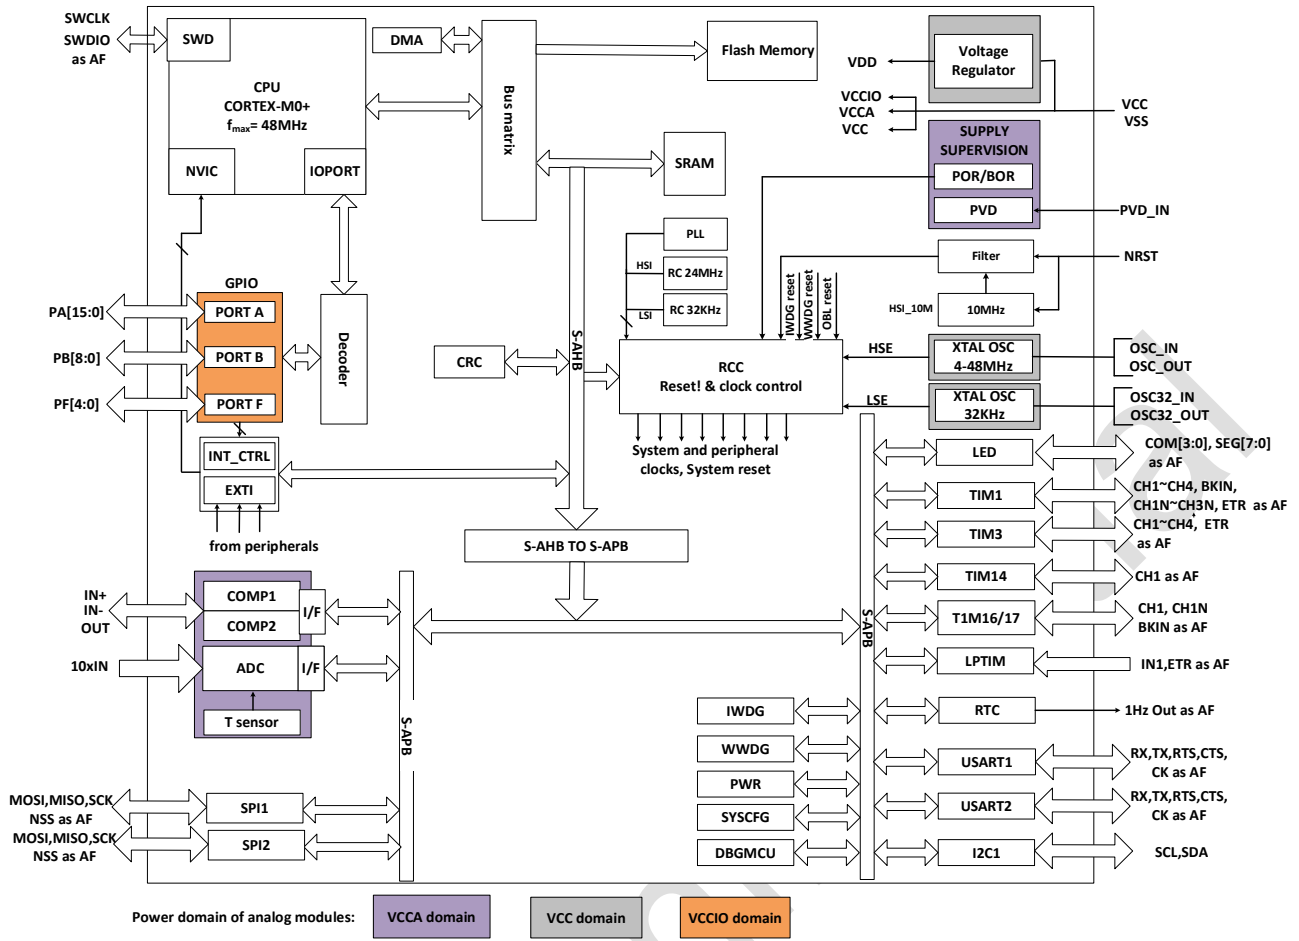 SWCLK
SWDIO
as AF
SWD
CPU
CORTEX-M0+
fmax= 48MHz
NVIC
IOPORT
DMA
Bus matrix
Flash Memory
SRAM
VDD
Voltage
Regulator
VCCIO
VCCA
VCC
VCC
VSS
SUPPLY
SUPERVISION
POR/BOR
PVD
PVD_IN
PLL
HSI
RC 24MHz
LSI
RC 32KHz
IWDG reset
WWDG reset
OBL reset
Filter
NRST
HSI_10M
10MHz
GPIO
PA[15:0]
PORT A
PB[8:0]
PORT B
PF[4:0]
PORT F
Decoder
CRC
S-AHB
RCC
Reset! & clock control
HSE
XTAL OSC
4-48MHz
OSC_IN
OSC_OUT
LSE
XTAL OSC
32KHz
OSC32_IN
OSC32_OUT
System and peripheral
clocks, System reset
INT_CTRL
EXTI
from peripherals
S-AHB TO S-APB
LED
COM[3:0], SEG[7:0]
as AF
TIM1
CH1~CH4, BKIN,
CH1N~CH3N, ETR as AF
TIM3
CH1~CH4, ETR
as AF
TIM14
CH1 as AF
T1M16/17
CH1, CH1N
BKIN as AF
LPTIM
IN1,ETR as AF
RTC
1Hz Out as AF
USART1
RX,TX,RTS,CTS,
CK as AF
USART2
RX,TX,RTS,CTS,
CK as AF
I2C1
SCL,SDA
S-APB
IWDG
WWDG
PWR
SYSCFG
DBGMCU
IN+
IN-
OUT
COMP1
COMP2
I/F
10xIN
ADC
I/F
T sensor
S-APB
MOSI,MISO,SCK
NSS as AF
SPI1
MOSI,MISO,SCK
NSS as AF
SPI2
Power domain of analog modules:
VCCA domain
VCC domain
VCCIO domain